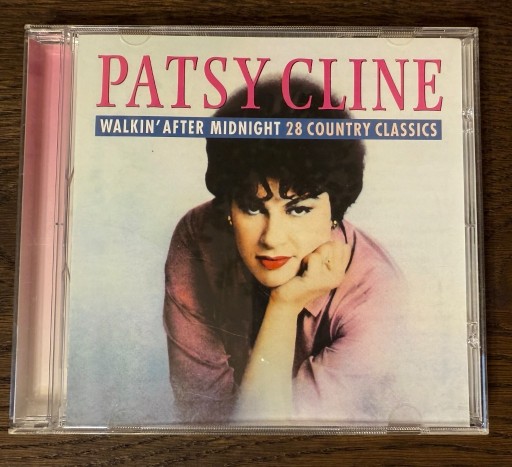 PATSY CLINE
WALKIN' AFTER MIDNIGHT 28 COUNTRY CLASSICS